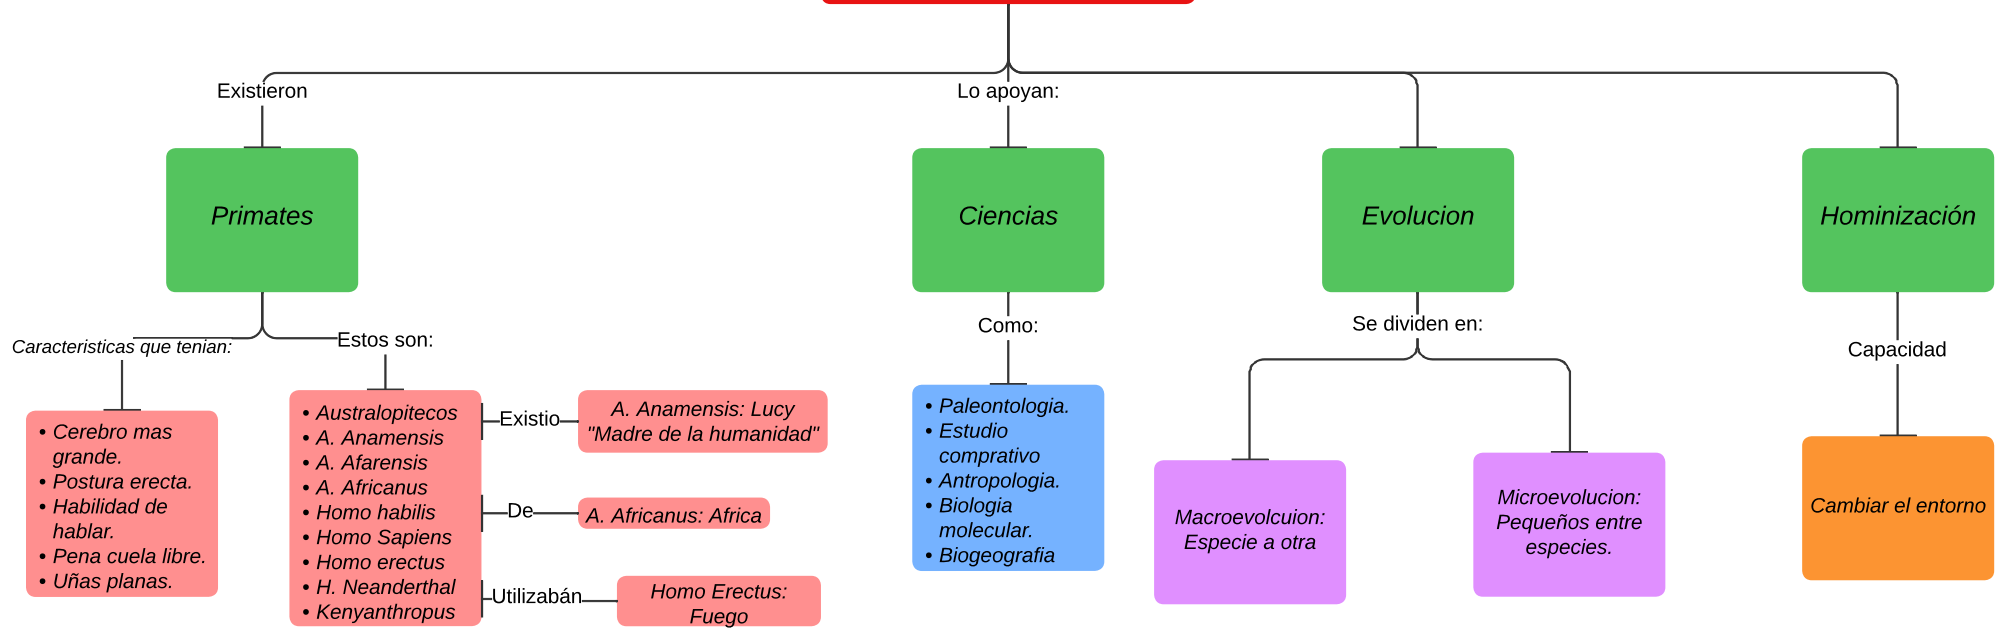 Existieron
Lo apoyan:
Primates
Ciencias
Evolucion
Hominización
Caracteristicas que tenian:
Estos son:
Como:
Se dividen en:
Capacidad
• Cerebro mas
grande.
• Postura erecta.
• Habilidad de
hablar.
• Pena cuela libre.
• Uñas planas.
• Australopitecos
• A. Anamensis
• A. Afarensis
• A. Africanus
• Homo habilis
• Homo Sapiens
• Homo erectus
• H. Neanderthal
• Kenyanthropus
Existio
A. Anamensis: Lucy
"Madre de la humanidad"
De
A. Africanus: Africa
Utilizabán
Homo Erectus:
Fuego
• Paleontologia.
• Estudio
comprativo
• Antropologia.
• Biologia
molecular.
• Biogeografia
Macroevolcuion:
Especie a otra
Microevolucion:
Pequeños entre
especies.
Cambiar el entorno